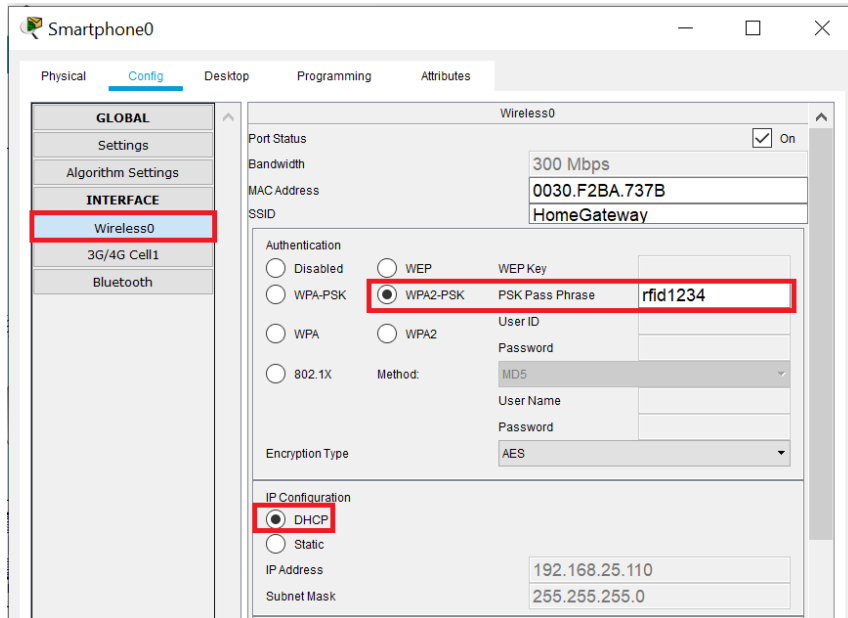 Smartphone0
Physical Config Desktop Programming Attributes
GLOBAL
Settings
Algorithm Settings
INTERFACE
Wireless0
3G/4G Cell1
Bluetooth
Wireless0
Port Status On
Bandwidth 300 Mbps
MAC Address 0030.F2BA.737B
SSID HomeGateway
Authentication
Disabled WEP WEP Key
WPA-PSK WPA2-PSK PSK Pass Phrase rfid1234
WPA WPA2 User ID
Password
802.1X Method: MD5
User Name
Password
Encryption Type AES
IP Configuration
DHCP
Static
IP Address 192.168.25.110
Subnet Mask 255.255.255.0